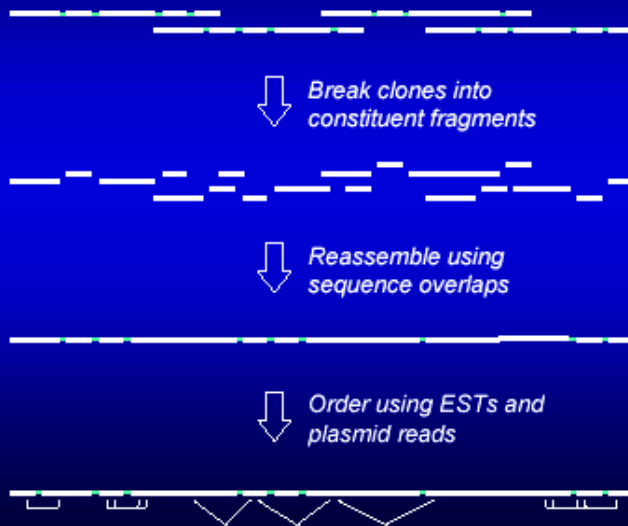 Break clones into
constituent fragments
Reassemble using
sequence overlaps
Order using ESTs and
plasmid reads